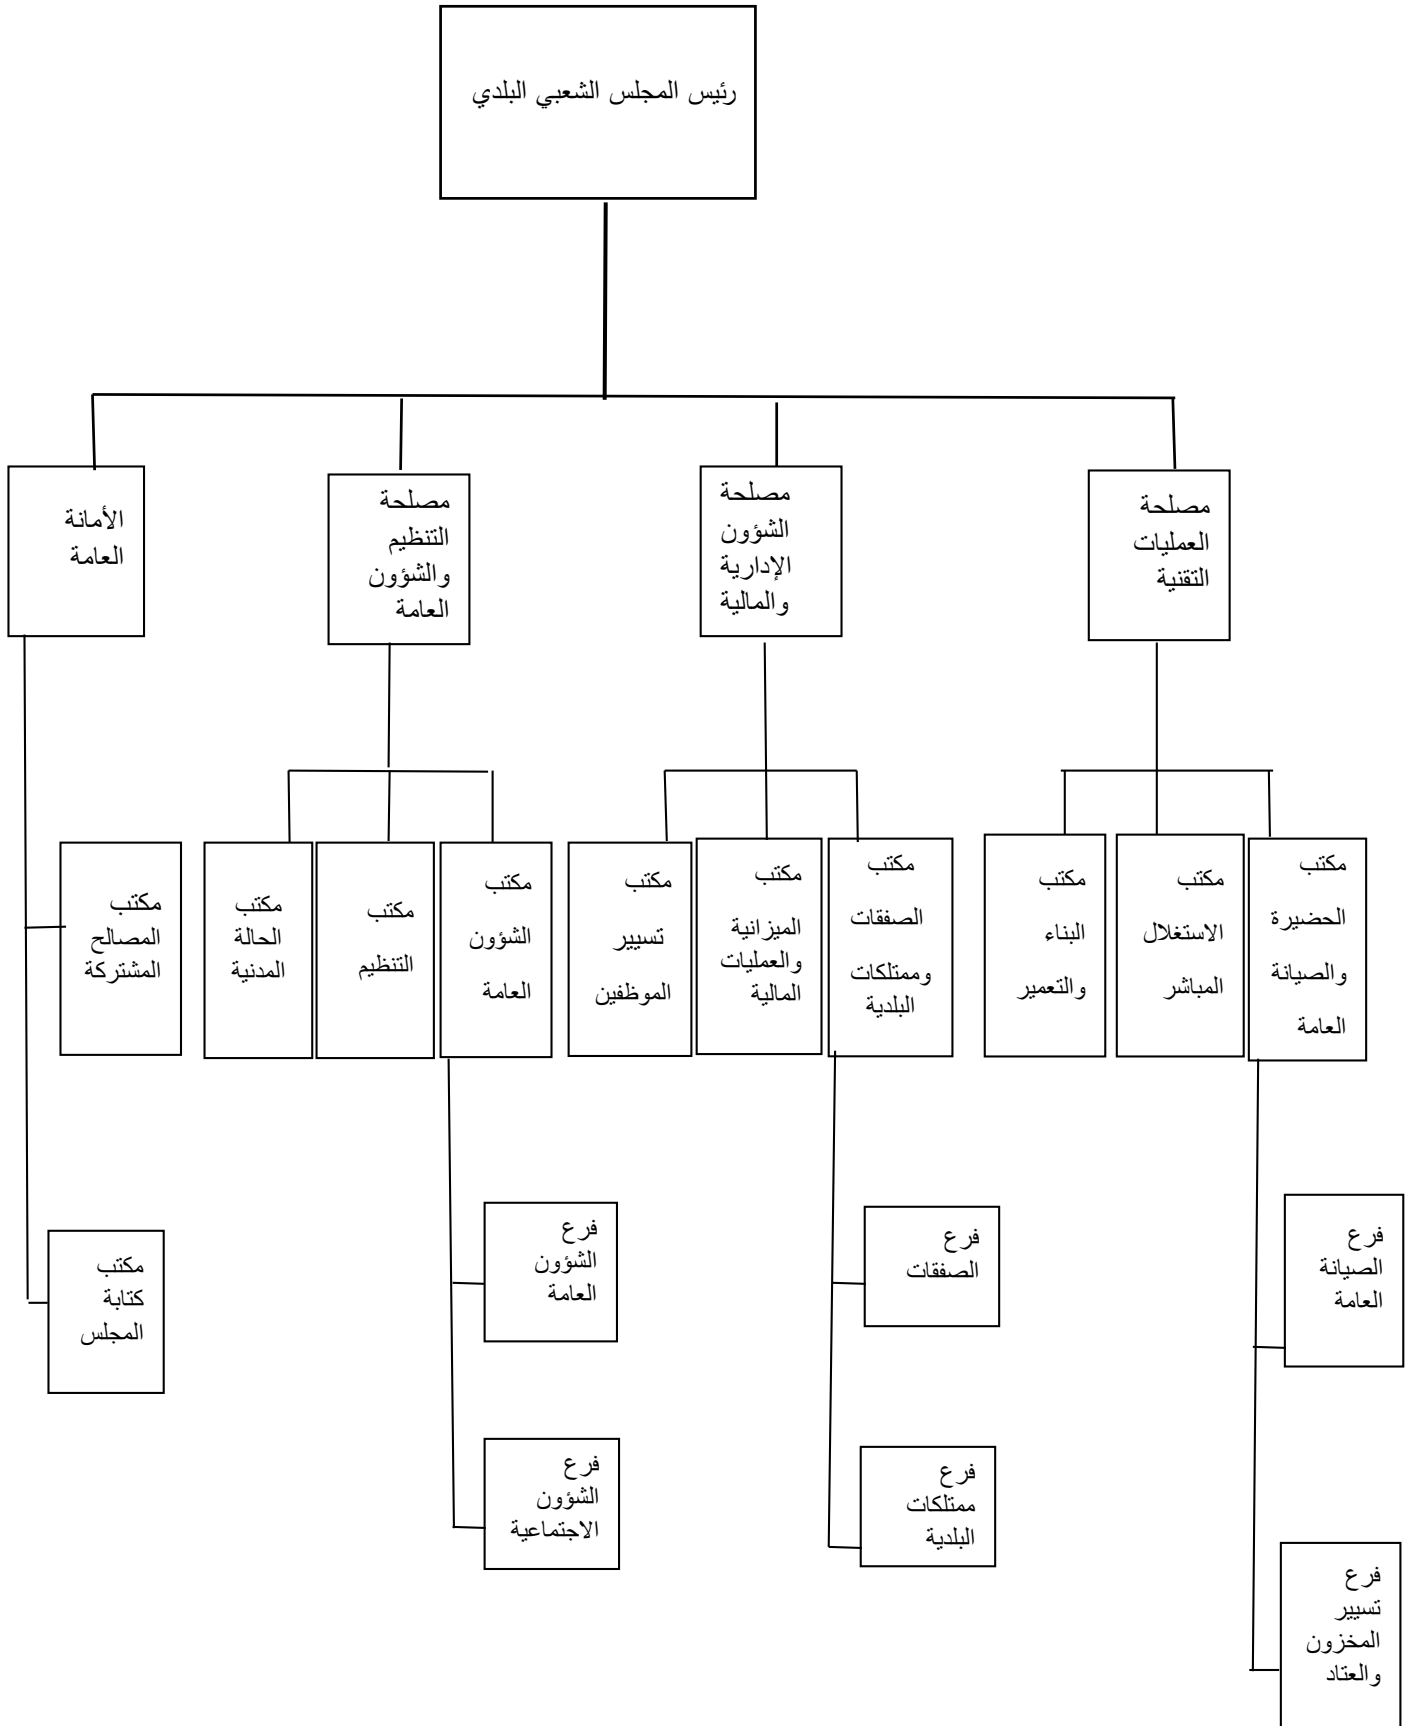 رئيس المجلس الشعبي البلدي
مصلحة
العمليات
التقنية
مصلحة
الشؤون
الإدارية
والمالية
مصلحة
التنظيم
والشؤون
العامة
الأمانة
العامة
مكتب
الحضيرة
والصيانة
العامة
مكتب
الاستغلال
المباشر
مكتب
البناء
والتعمير
مكتب
الصفقات
وممتلكات
البلدية
مكتب
الميزانية
والعمليات
المالية
مكتب
تسيير
الموظفين
مكتب
الشؤون
العامة
مكتب
التنظيم
مكتب
الحالة
المدنية
مكتب
المصالح
المشتركة
فرع
الصيانة
العامة
فرع
الصفقات
فرع
الشؤون
العامة
مكتب
كتابة
المجلس
فرع
تسيير
المخزون
والعتاد
فرع
ممتلكات
البلدية
فرع
الشؤون
الاجتماعية